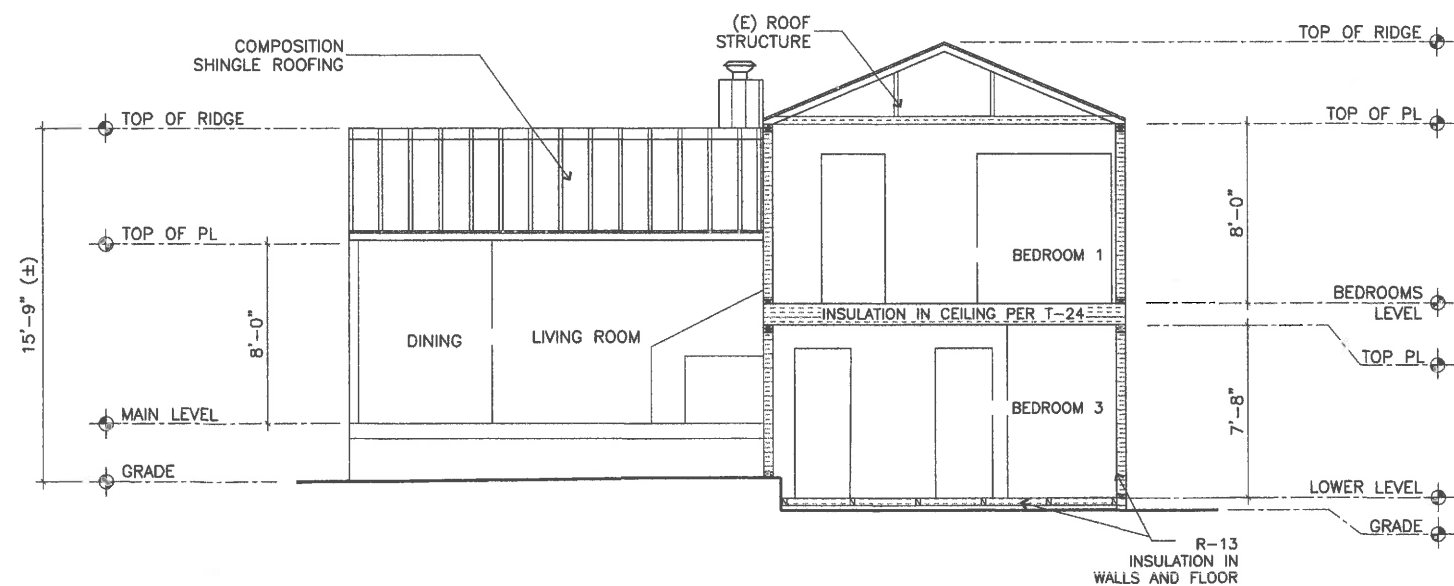 (E) ROOF
STRUCTURE
TOP OF RIDGE
COMPOSITION
SHINGLE ROOFING
TOP OF RIDGE
TOP OF PL
TOP OF PL
15'-9" (±)
8'-0"
8'-0"
BEDROOM 1
BEDROOMS
LEVEL
INSULATION IN CEILING PER T-24
DINING
LIVING ROOM
TOP PL
MAIN LEVEL
BEDROOM 3
7'-8"
GRADE
LOWER LEVEL
GRADE
R-13
INSULATION IN
WALLS AND FLOOR